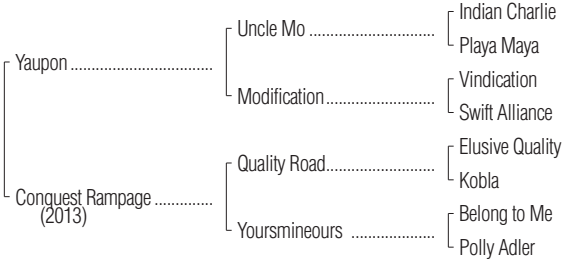 Indian Charlie
Uncle Mo ..............................
Playa Maya
Yaupon ..................................
Vindication
Modification..........................
Swift Alliance
Elusive Quality
Quality Road..........................
Kobla
Conquest Rampage .............
(2013)
Belong to Me
Yoursmineours ....................
Polly Adler